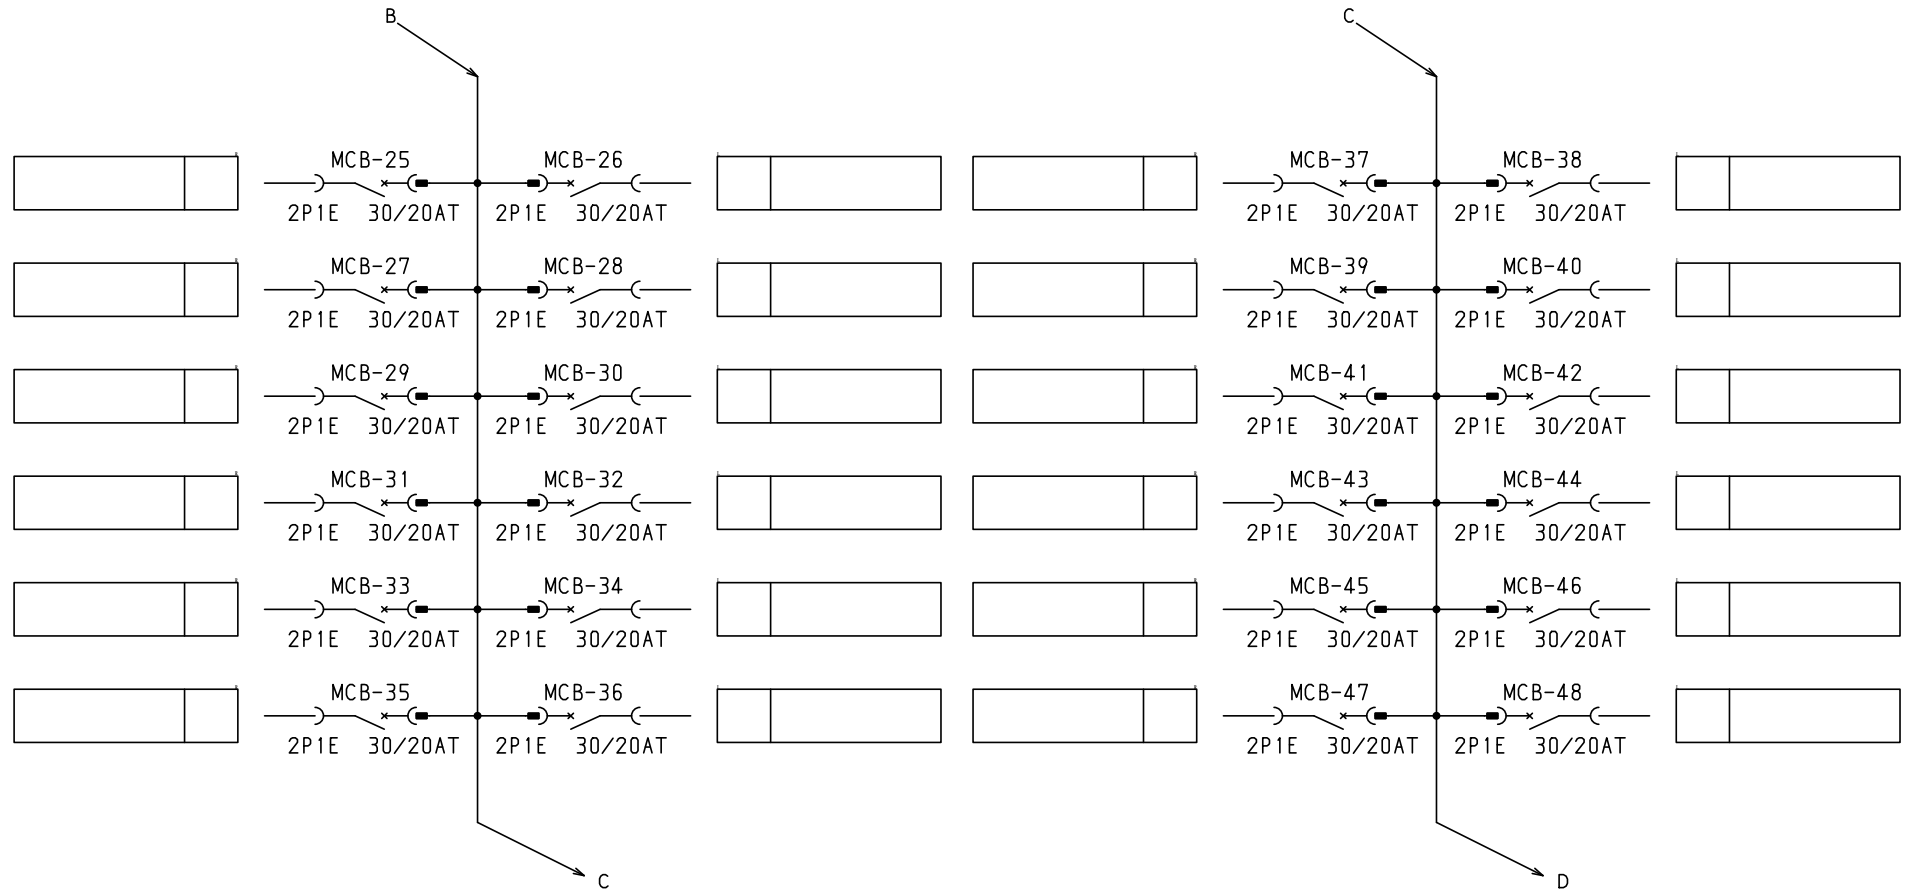 B C
MCB-25 MCB-26 MCB-37 MCB-38
2P1E 30/20AT 2P1E 30/20AT 2P1E 30/20AT 2P1E 30/20AT
MCB-27 MCB-28 MCB-39 MCB-40
2P1E 30/20AT 2P1E 30/20AT 2P1E 30/20AT 2P1E 30/20AT
MCB-29 MCB-30 MCB-41 MCB-42
2P1E 30/20AT 2P1E 30/20AT 2P1E 30/20AT 2P1E 30/20AT
MCB-31 MCB-32 MCB-43 MCB-44
2P1E 30/20AT 2P1E 30/20AT 2P1E 30/20AT 2P1E 30/20AT
MCB-33 MCB-34 MCB-45 MCB-46
2P1E 30/20AT 2P1E 30/20AT 2P1E 30/20AT 2P1E 30/20AT
MCB-35 MCB-36 MCB-47 MCB-48
2P1E 30/20AT 2P1E 30/20AT 2P1E 30/20AT 2P1E 30/20AT
C D